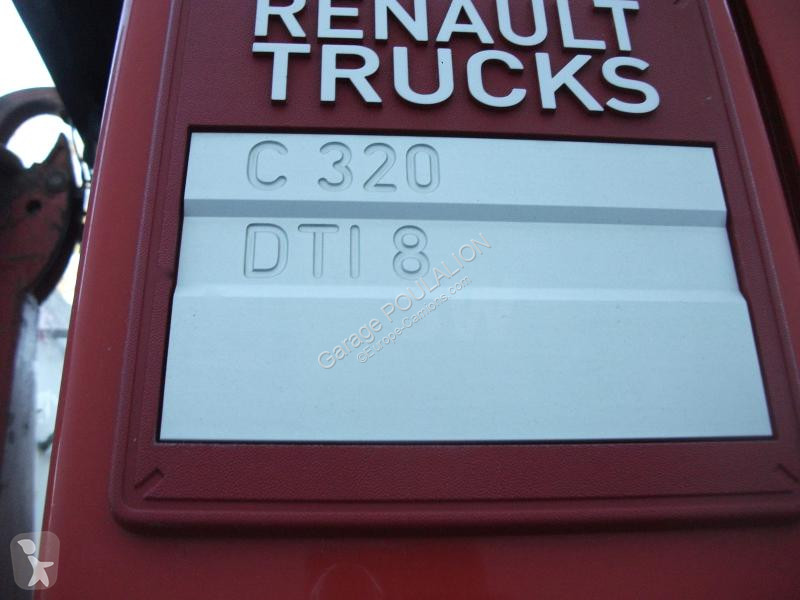 RENAULT
TRUCKS
C 320
DTI 8
Garage POULALION
©Europe-Camions.com